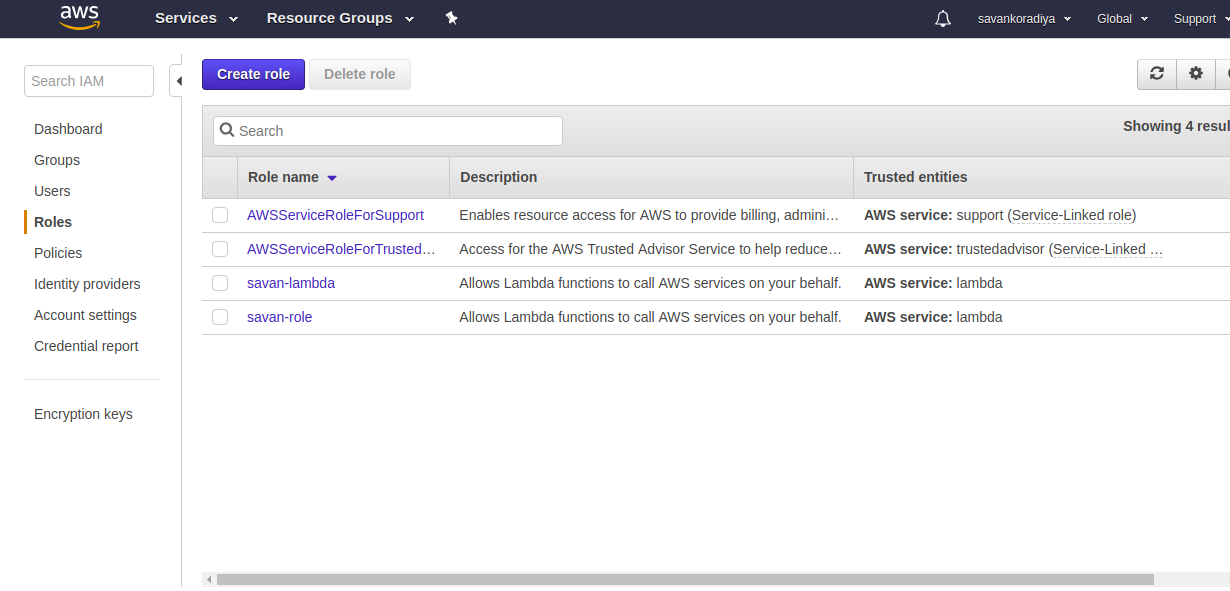 aws Services Resource Groups savankoradiya Global Support
Search IAM
Create role Delete role
Dashboard
Groups
Users
Roles
Policies
Identity providers
Account settings
Credential report
Encryption keys
Search
Showing 4 resul
Role name Description Trusted entities
AWSServiceRoleForSupport Enables resource access for AWS to provide billing, admini… AWS service: support (Service-Linked role)
AWSServiceRoleForTrusted… Access for the AWS Trusted Advisor Service to help reduce… AWS service: trustedadvisor (Service-Linked …
savan-lambda Allows Lambda functions to call AWS services on your behalf. AWS service: lambda
savan-role Allows Lambda functions to call AWS services on your behalf. AWS service: lambda